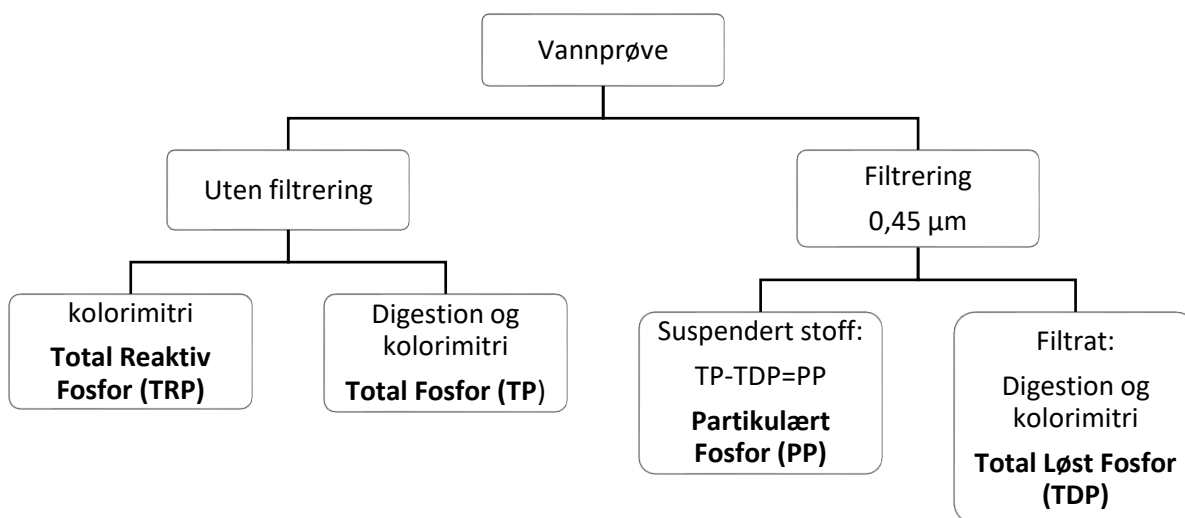 Vannprøve
Uten filtrering
Filtrering
0,45 µm
kolorimitri
Total Reaktiv
Fosfor (TRP)
Digestion og
kolorimitri
Total Fosfor (TP)
Suspendert stoff:
TP-TDP=PP
Partikulært
Fosfor (PP)
Filtrat:
Digestion og
kolorimitri
Total Løst Fosfor
(TDP)